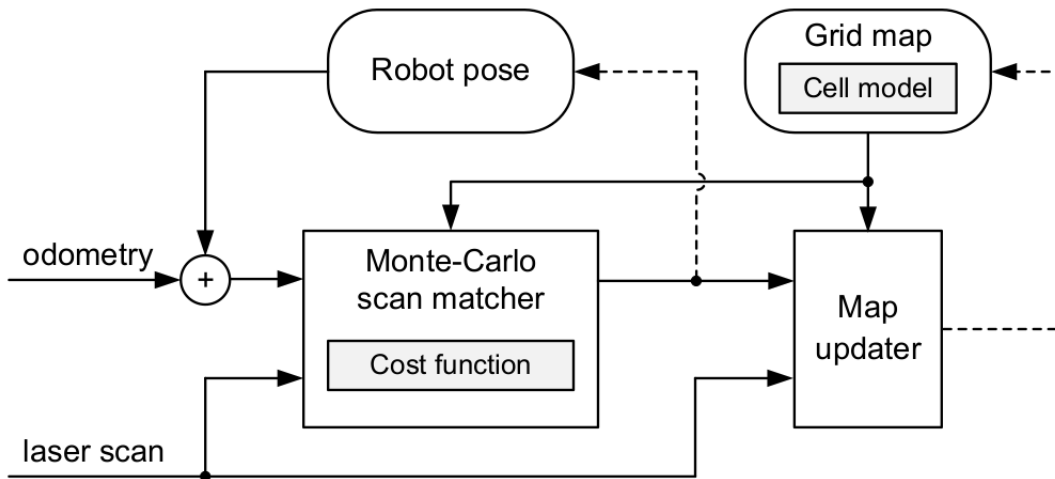 Robot pose
Grid map
Cell model
odometry
+
Monte-Carlo
scan matcher
Cost function
Map
updater
laser scan